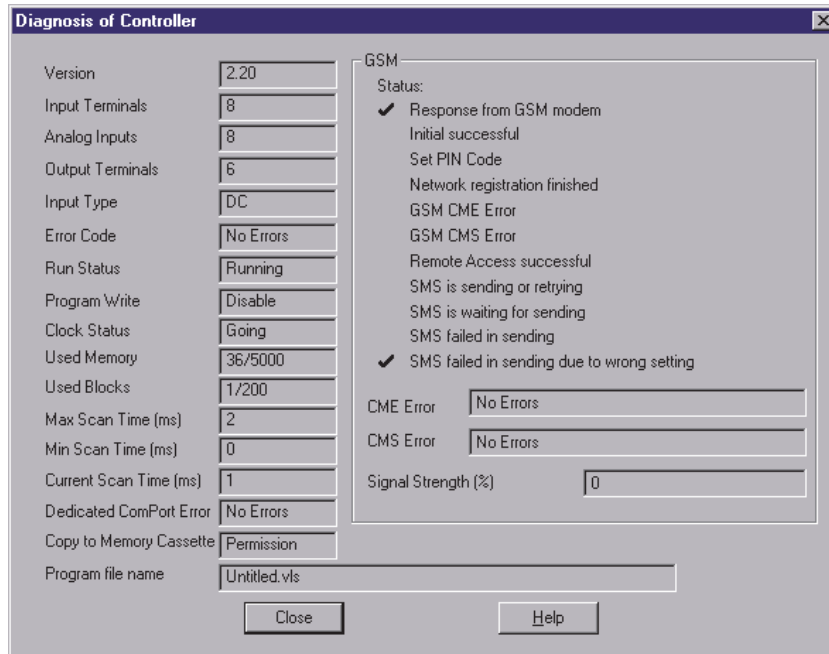 Diagnosis of Controller
Version 2.20
Input Terminals 8
Analog Inputs 8
Output Terminals 6
Input Type DC
Error Code No Errors
Run Status Running
Program Write Disable
Clock Status Going
Used Memory 36/5000
Used Blocks 1/200
Max Scan Time (ms) 2
Min Scan Time (ms) 0
Current Scan Time (ms) 1
Dedicated ComPort Error No Errors
Copy to Memory Cassette Permission
Program file name Untitled.vls
GSM
Status:
✓ Response from GSM modem
Initial successful
Set PIN Code
Network registration finished
GSM CME Error
GSM CMS Error
Remote Access successful
SMS is sending or retrying
SMS is waiting for sending
SMS failed in sending
✓ SMS failed in sending due to wrong setting
CME Error No Errors
CMS Error No Errors
Signal Strength (%) 0
Close
Help